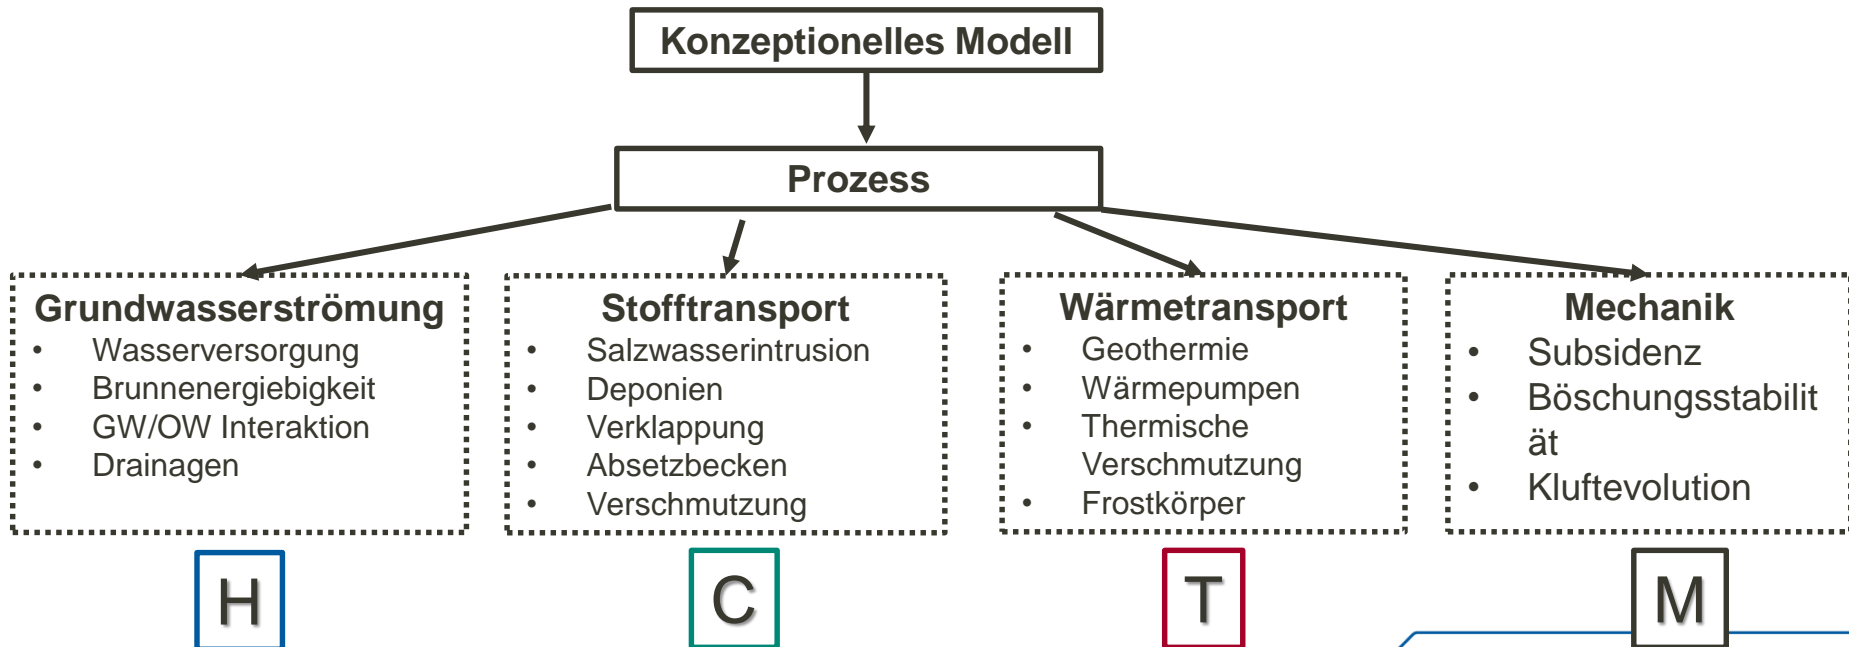 Konzeptionelles Modell
Prozess
Grundwasserströmung
• Wasserversorgung
• Brunnenergiebigkeit
• GW/OW Interaktion
• Drainagen
H
Stofftransport
• Salzwasserintrusion
• Deponien
• Verklappung
• Absetzbecken
• Verschmutzung
C
Wärmetransport
• Geothermie
• Wärmepumpen
• Thermische
Verschmutzung
• Frostkörper
T
Mechanik
• Subsidenz
• Böschungsstabilit
ät
• Kluftevolution
M